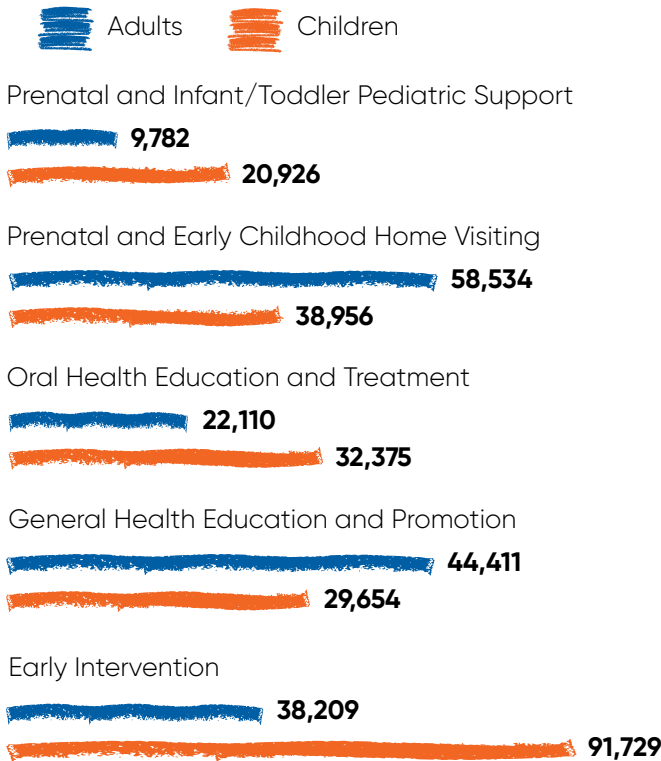 Adults Children
Prenatal and Infant/Toddler Pediatric Support
9,782
20,926
Prenatal and Early Childhood Home Visiting
58,534
38,956
Oral Health Education and Treatment
22,110
32,375
General Health Education and Promotion
44,411
29,654
Early Intervention
38,209
91,729